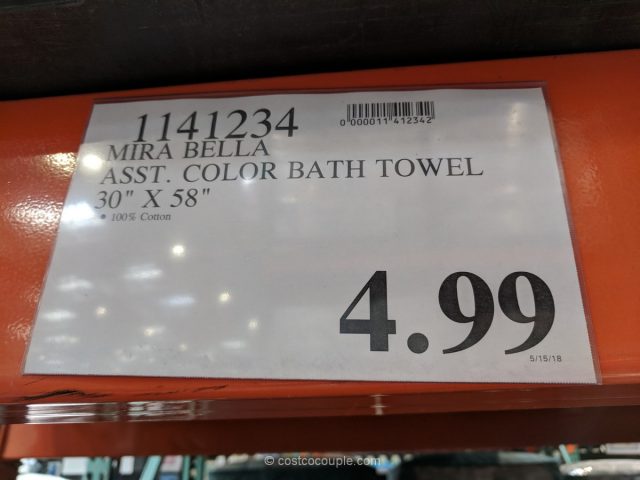 1141234
0 000011 412342
MIRA BELLA
ASST. COLOR BATH TOWEL
30" X 58"
• 100% Cotton
4.99
5/15/18
© costcocouple.com